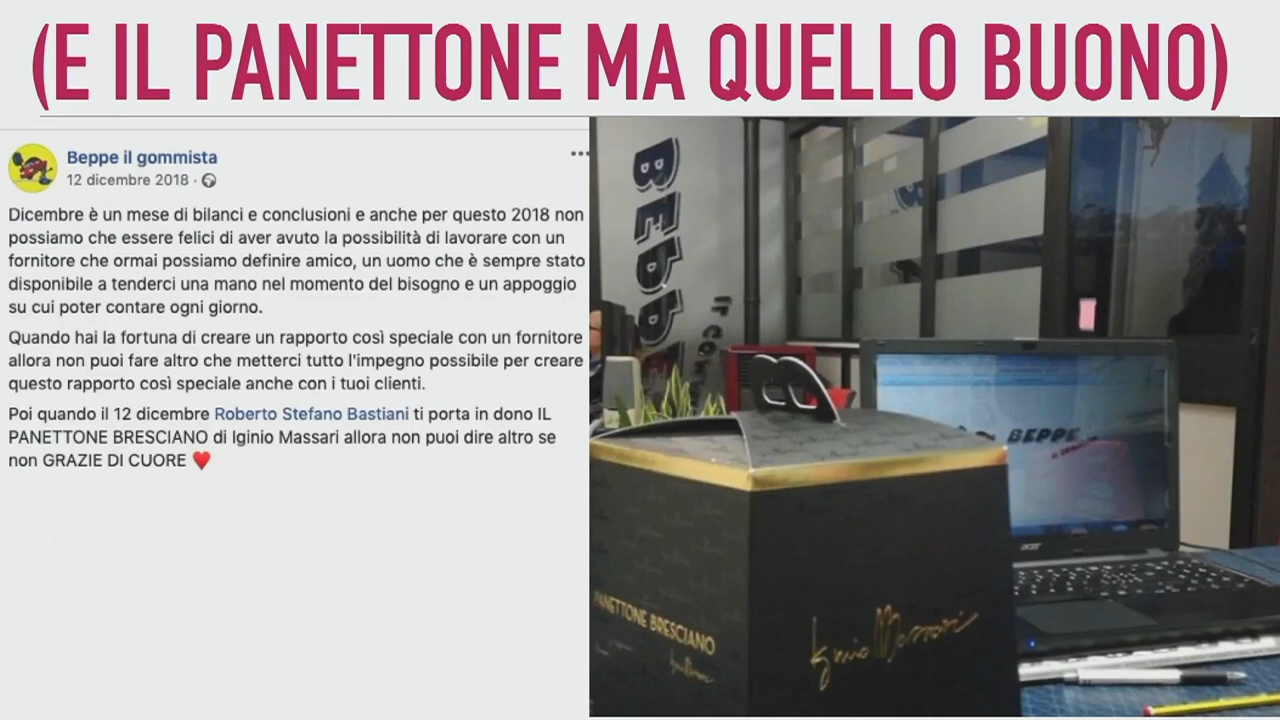 (E IL PANETTONE MA QUELLO BUONO)
Beppe il gommista
12 dicembre 2018 ·
Dicembre è un mese di bilanci e conclusioni e anche per questo 2018 non
possiamo che essere felici di aver avuto la possibilità di lavorare con un
fornitore che ormai possiamo definire amico, un uomo che è sempre stato
disponibile a tenderci una mano nel momento del bisogno e un appoggio
su cui poter contare ogni giorno.
Quando hai la fortuna di creare un rapporto così speciale con un fornitore
allora non puoi fare altro che metterci tutto l'impegno possibile per creare
questo rapporto così speciale anche con i tuoi clienti.
Poi quando il 12 dicembre Roberto Stefano Bastiani ti porta in dono IL
PANETTONE BRESCIANO di Iginio Massari allora non puoi dire altro se
non GRAZIE DI CUORE ❤️
BEPPE
BEPPE
acer
PANETTONE BRESCIANO
Iginio Massari